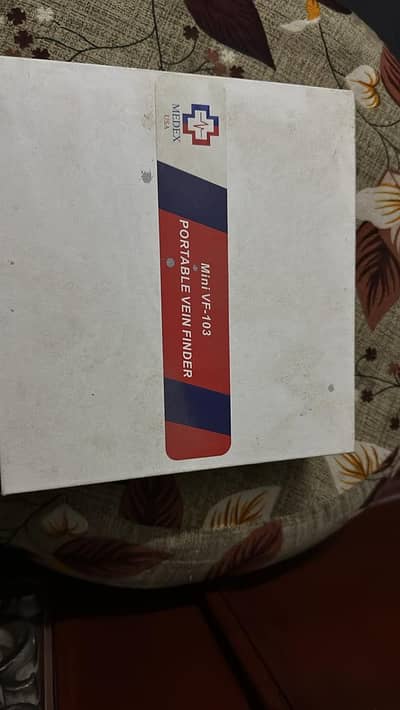 MEDEX
USA
Mini VF-103
PORTABLE VEIN FINDER